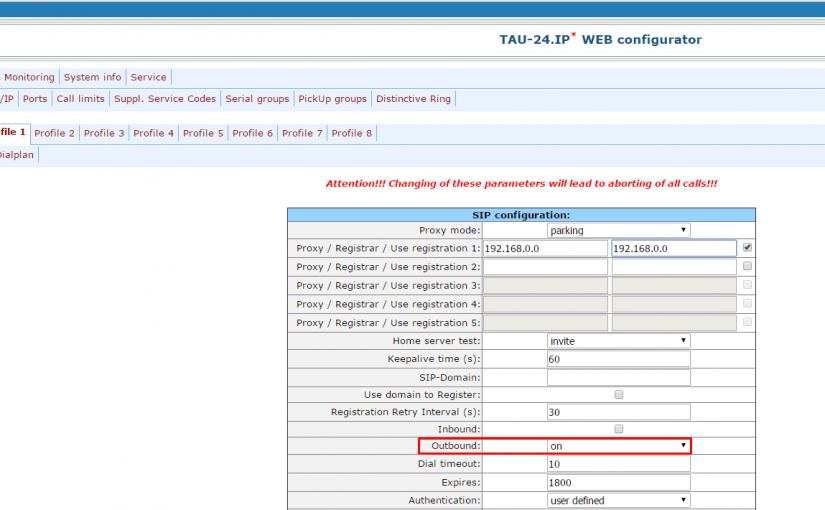 TAU-24.IP* WEB configurator
Monitoring System info Service
/IP Ports Call limits Suppl. Service Codes Serial groups PickUp groups Distinctive Ring
file 1 Profile 2 Profile 3 Profile 4 Profile 5 Profile 6 Profile 7 Profile 8
Dialplan
Attention!!! Changing of these parameters will lead to aborting of all calls!!!
SIP configuration:
Proxy mode: parking
Proxy / Registrar / Use registration 1: 192.168.0.0 192.168.0.0
Proxy / Registrar / Use registration 2:
Proxy / Registrar / Use registration 3:
Proxy / Registrar / Use registration 4:
Proxy / Registrar / Use registration 5:
Home server test: invite
Keepalive time (s): 60
SIP-Domain:
Use domain to Register:
Registration Retry Interval (s): 30
Inbound:
Outbound: on
Dial timeout: 10
Expires: 1800
Authentication: user defined